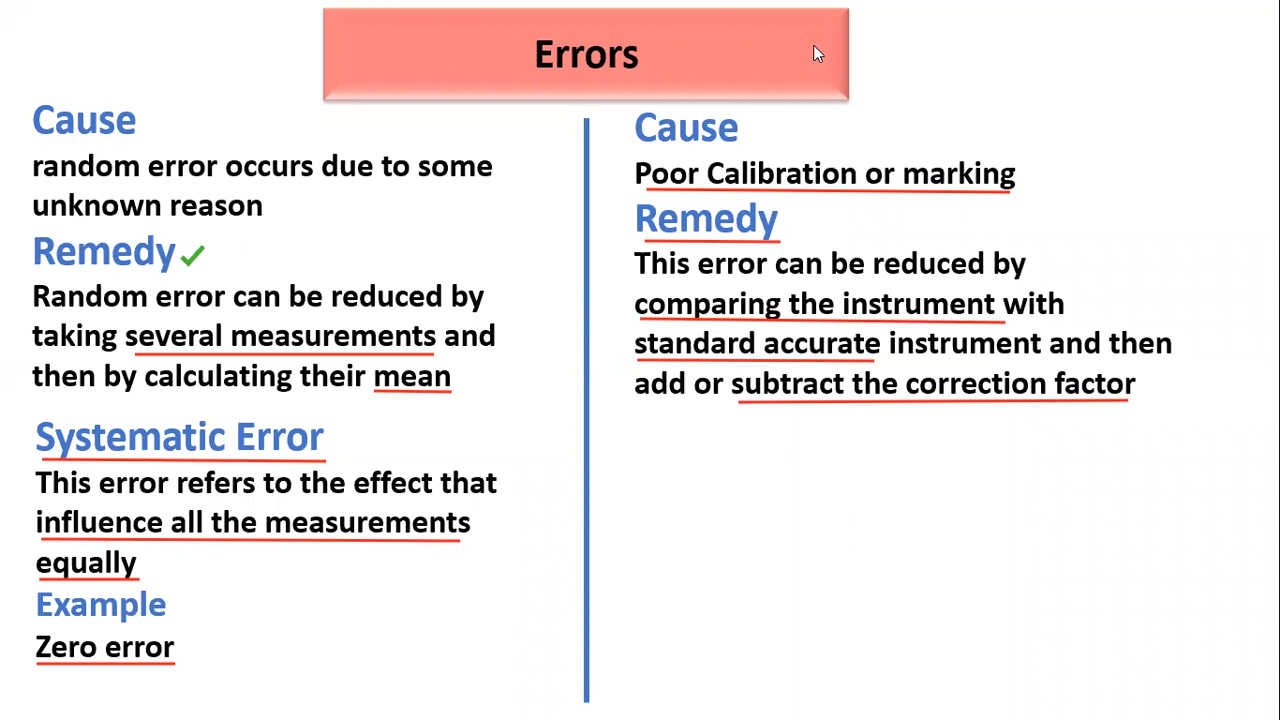 Errors
Cause
random error occurs due to some
unknown reason
Remedy
Random error can be reduced by
taking several measurements and
then by calculating their mean
Systematic Error
This error refers to the effect that
influence all the measurements
equally
Example
Zero error
Cause
Poor Calibration or marking
Remedy
This error can be reduced by
comparing the instrument with
standard accurate instrument and then
add or subtract the correction factor